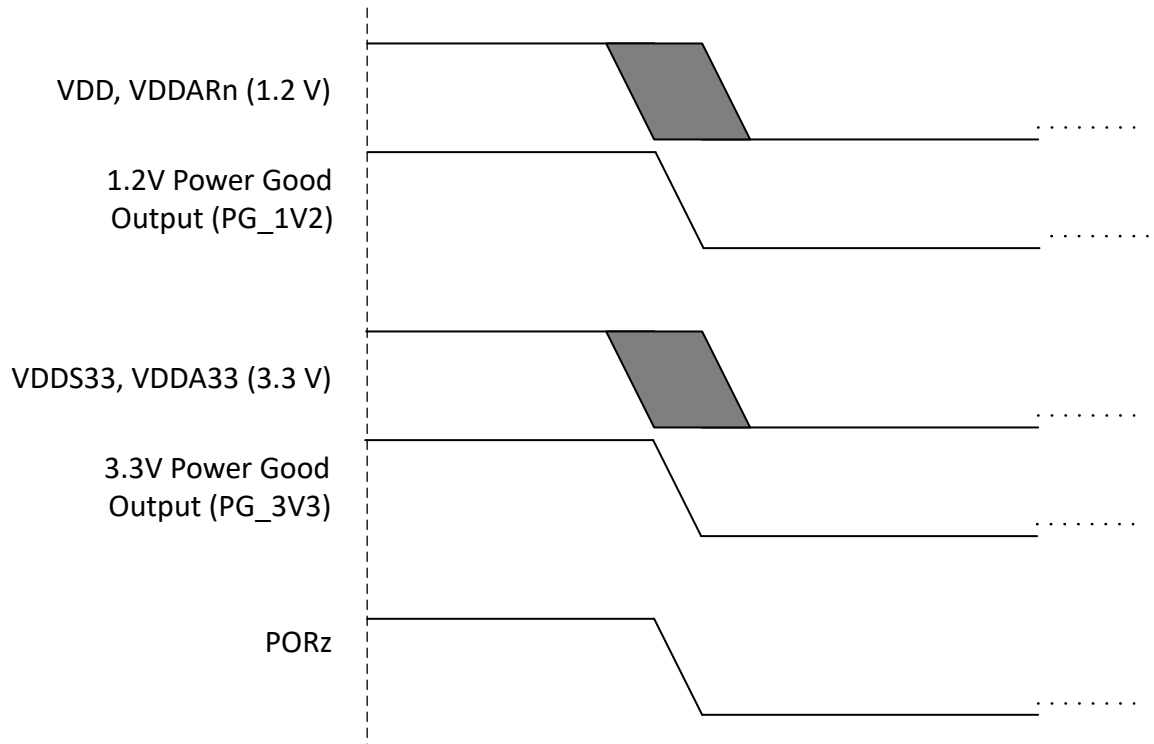 VDD, VDDARn (1.2 V)
1.2V Power Good
Output (PG_1V2)
VDDS33, VDDA33 (3.3 V)
3.3V Power Good
Output (PG_3V3)
PORz